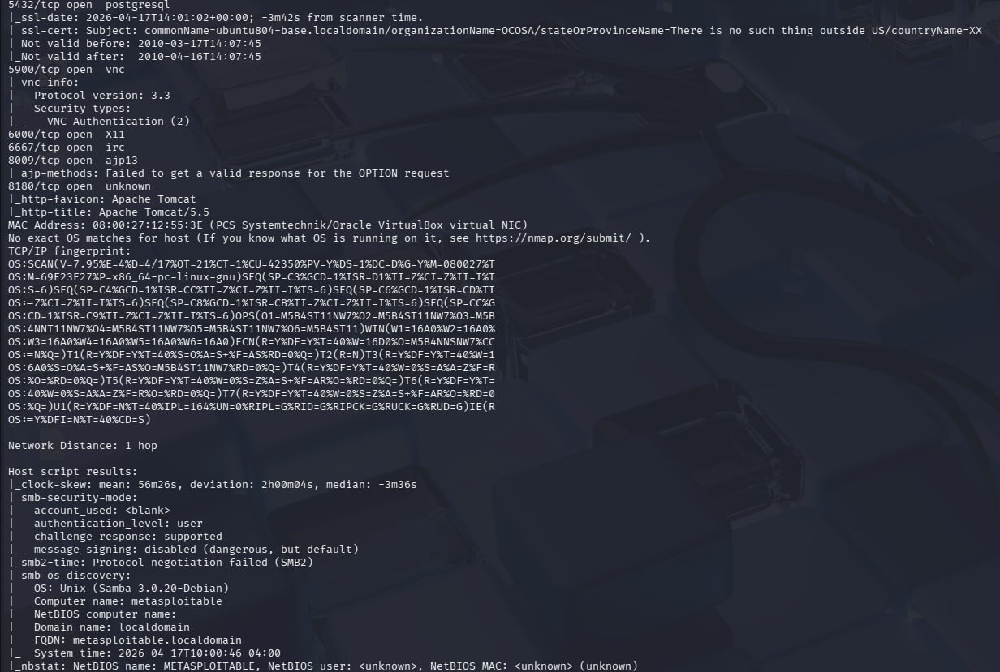 5432/tcp open  postgresql
|_ssl-date: 2026-04-17T14:01:02+00:00; -3m42s from scanner time.
| ssl-cert: Subject: commonName=ubuntu804-base.localdomain/organizationName=OCOSA/stateOrProvinceName=There is no such thing outside US/countryName=XX
| Not valid before: 2010-03-17T14:07:45
|_Not valid after:  2010-04-16T14:07:45
5900/tcp open  vnc
| vnc-info:
|   Protocol version: 3.3
|   Security types:
|_    VNC Authentication (2)
6000/tcp open  X11
6667/tcp open  irc
8009/tcp open  ajp13
|_ajp-methods: Failed to get a valid response for the OPTION request
8180/tcp open  unknown
|_http-favicon: Apache Tomcat
|_http-title: Apache Tomcat/5.5
MAC Address: 08:00:27:12:55:3E (PCS Systemtechnik/Oracle VirtualBox virtual NIC)
No exact OS matches for host (If you know what OS is running on it, see https://nmap.org/submit/ ).
TCP/IP fingerprint:
OS:SCAN(V=7.95%E=4%D=4/17%OT=21%CT=1%CU=42350%PV=Y%DS=1%DC=D%G=Y%M=080027%T
OS:M=69E23E27%P=x86_64-pc-linux-gnu)SEQ(SP=C3%GCD=1%ISR=D1%TI=Z%CI=Z%II=I%T
OS:S=6)SEQ(SP=C4%GCD=1%ISR=CC%TI=Z%CI=Z%II=I%TS=6)SEQ(SP=C6%GCD=1%ISR=CD%TI
OS:=Z%CI=Z%II=I%TS=6)SEQ(SP=C8%GCD=1%ISR=CB%TI=Z%CI=Z%II=I%TS=6)SEQ(SP=CC%G
OS:CD=1%ISR=C9%TI=Z%CI=Z%II=I%TS=6)OPS(O1=M5B4ST11NW7%O2=M5B4ST11NW7%O3=M5B
OS:4NNT11NW7%O4=M5B4ST11NW7%O5=M5B4ST11NW7%O6=M5B4ST11)WIN(W1=16A0%W2=16A0%
OS:W3=16A0%W4=16A0%W5=16A0%W6=16A0)ECN(R=Y%DF=Y%T=40%W=16D0%O=M5B4NNSNW7%CC
OS:=N%Q=)T1(R=Y%DF=Y%T=40%S=O%A=S+%F=AS%RD=0%Q=)T2(R=N)T3(R=Y%DF=Y%T=40%W=1
OS:6A0%S=O%A=S+%F=AS%O=M5B4ST11NW7%RD=0%Q=)T4(R=Y%DF=Y%T=40%W=0%S=A%A=Z%F=R
OS:%O=%RD=0%Q=)T5(R=Y%DF=Y%T=40%W=0%S=Z%A=S+%F=AR%O=%RD=0%Q=)T6(R=Y%DF=Y%T=
OS:40%W=0%S=A%A=Z%F=R%O=%RD=0%Q=)T7(R=Y%DF=Y%T=40%W=0%S=Z%A=S+%F=AR%O=%RD=0
OS:%Q=)U1(R=Y%DF=N%T=40%IPL=164%UN=0%RIPL=G%RID=G%RIPCK=G%RUCK=G%RUD=G)IE(R
OS:=Y%DFI=N%T=40%CD=S)
Network Distance: 1 hop
Host script results:
|_clock-skew: mean: 56m26s, deviation: 2h00m04s, median: -3m36s
| smb-security-mode:
|   account_used: <blank>
|   authentication_level: user
|   challenge_response: supported
|_  message_signing: disabled (dangerous, but default)
|_smb2-time: Protocol negotiation failed (SMB2)
| smb-os-discovery:
|   OS: Unix (Samba 3.0.20-Debian)
|   Computer name: metasploitable
|   NetBIOS computer name:
|   Domain name: localdomain
|   FQDN: metasploitable.localdomain
|_  System time: 2026-04-17T10:00:46-04:00
|_nbstat: NetBIOS name: METASPLOITABLE, NetBIOS user: <unknown>, NetBIOS MAC: <unknown> (unknown)